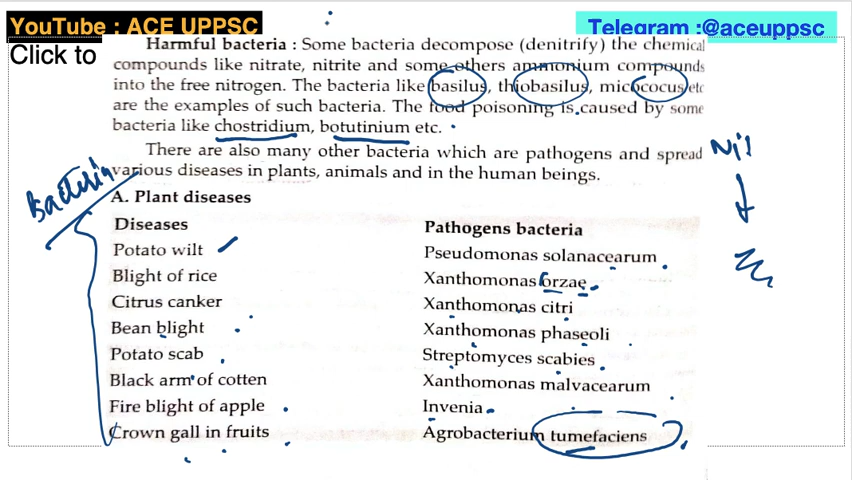 YouTube : ACE UPPSC
Telegram :@aceuppsc
Click to
Harmful bacteria : Some bacteria decompose (denitrify) the chemical
compounds like nitrate, nitrite and some others ammonium compounds
into the free nitrogen. The bacteria like basilus, thiobasilus, micococus etc
are the examples of such bacteria. The food poisoning is caused by some
bacteria like chostridium, botutinium etc.
There are also many other bacteria which are pathogens and spread
various diseases in plants, animals and in the human beings.
Bacteria
A. Plant diseases
Diseases Pathogens bacteria
Potato wilt Pseudomonas solanacearum
Blight of rice Xanthomonas orzae
Citrus canker Xanthomonas citri
Bean blight Xanthomonas phaseoli
Potato scab Streptomyces scabies
Black arm of cotten Xanthomonas malvacearum
Fire blight of apple Invenia
Crown gall in fruits Agrobacterium tumefaciens